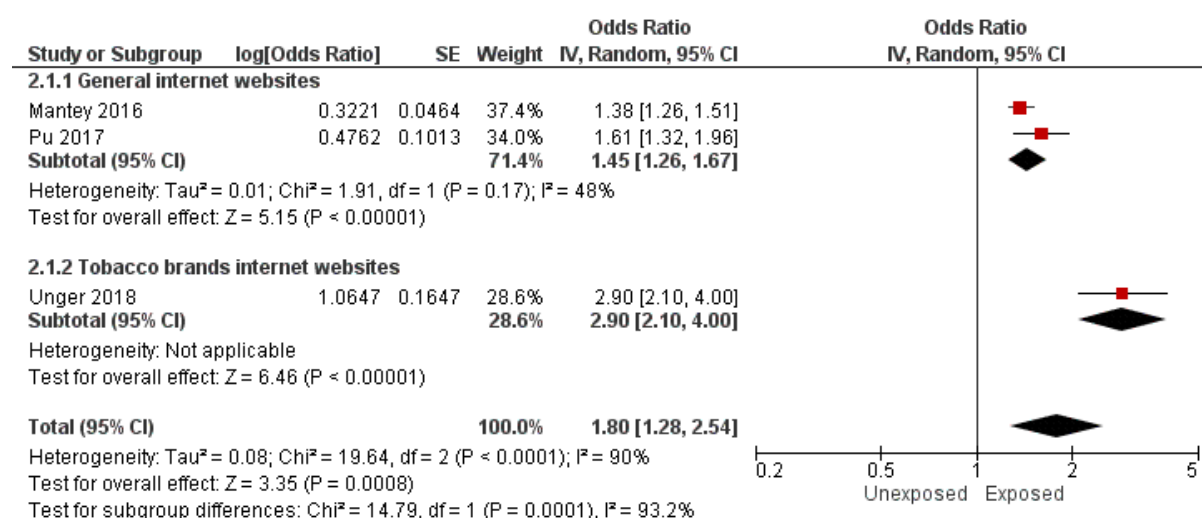 Odds Ratio Odds Ratio
Study or Subgroup log[Odds Ratio] SE Weight IV, Random, 95% CI IV, Random, 95% CI
2.1.1 General internet websites
Mantey 2016 0.3221 0.0464 37.4% 1.38 [1.26, 1.51]
Pu 2017 0.4762 0.1013 34.0% 1.61 [1.32, 1.96]
Subtotal (95% CI) 71.4% 1.45 [1.26, 1.67]
Heterogeneity: Tau² = 0.01; Chi² = 1.91, df = 1 (P = 0.17); I² = 48%
Test for overall effect: Z = 5.15 (P < 0.00001)
2.1.2 Tobacco brands internet websites
Unger 2018 1.0647 0.1647 28.6% 2.90 [2.10, 4.00]
Subtotal (95% CI) 28.6% 2.90 [2.10, 4.00]
Heterogeneity: Not applicable
Test for overall effect: Z = 6.46 (P < 0.00001)
Total (95% CI) 100.0% 1.80 [1.28, 2.54]
Heterogeneity: Tau² = 0.08; Chi² = 19.64, df = 2 (P < 0.0001); I² = 90%
Test for overall effect: Z = 3.35 (P = 0.0008)
Test for subgroup differences: Chi² = 14.79, df = 1 (P = 0.0001), I² = 93.2%
0.2 0.5 1 2 5
Unexposed Exposed